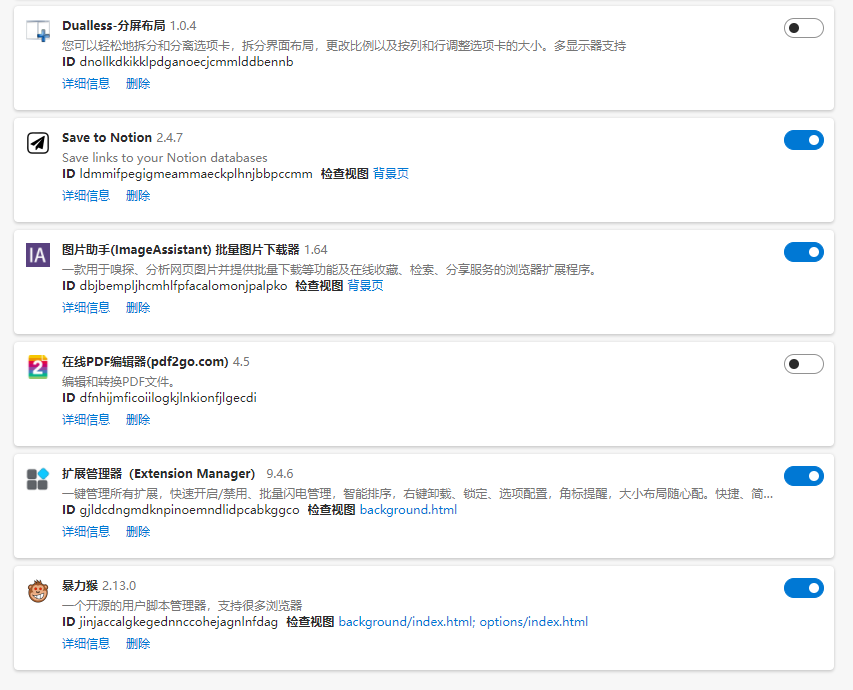 Dualless-分屏布局 1.0.4
您可以轻松地拆分和分离选项卡，拆分界面布局，更改比例以及按列和行调整选项卡的大小。多显示器支持
ID dnollkdkikklpdganoecjcmmlddbennb
详细信息 删除
Save to Notion 2.4.7
Save links to your Notion databases
ID ldmmifpegigmeammaeckplhnjbbpccmm 检查视图 背景页
详细信息 删除
IA 图片助手(ImageAssistant) 批量图片下载器 1.64
一款用于嗅探、分析网页图片并提供批量下载等功能及在线收藏、检索、分享服务的浏览器扩展程序。
ID dbjbempljhcmhlfpfacalomonjpalpko 检查视图 背景页
详细信息 删除
2 在线PDF编辑器(pdf2go.com) 4.5
编辑和转换PDF文件。
ID dfnhijmficoiilogkjlnkionfjlgecdi
详细信息 删除
扩展管理器（Extension Manager） 9.4.6
一键管理所有扩展，快速开启/禁用、批量闪电管理，智能排序，右键卸载、锁定、选项配置，角标提醒，大小布局随心配。快捷、简...
ID gjldcdngmdknpinoemndlidpcabkggco 检查视图 background.html
详细信息 删除
暴力猴 2.13.0
一个开源的用户脚本管理器，支持很多浏览器
ID jinjaccalgkegednnccohejagnlnfdag 检查视图 background/index.html; options/index.html
详细信息 删除